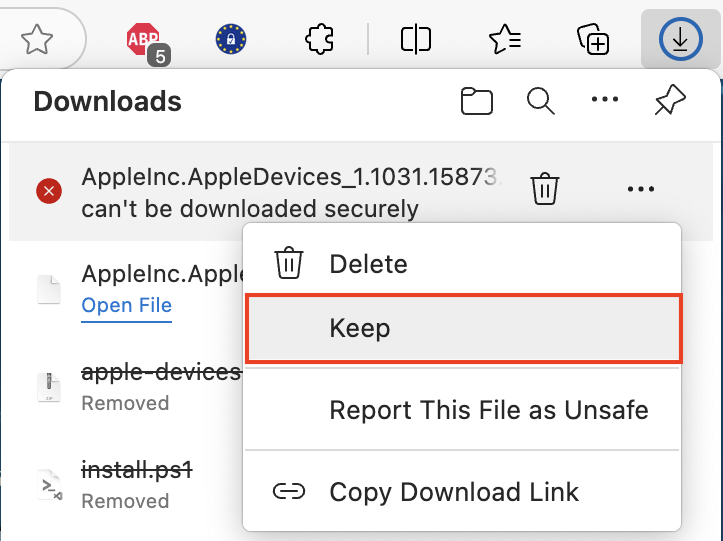 ABP
5
Downloads
AppleInc.AppleDevices_1.1031.15873.
can't be downloaded securely
AppleInc.Apple
Open File
apple-devices
Removed
install.ps1
Removed
Delete
Keep
Report This File as Unsafe
Copy Download Link